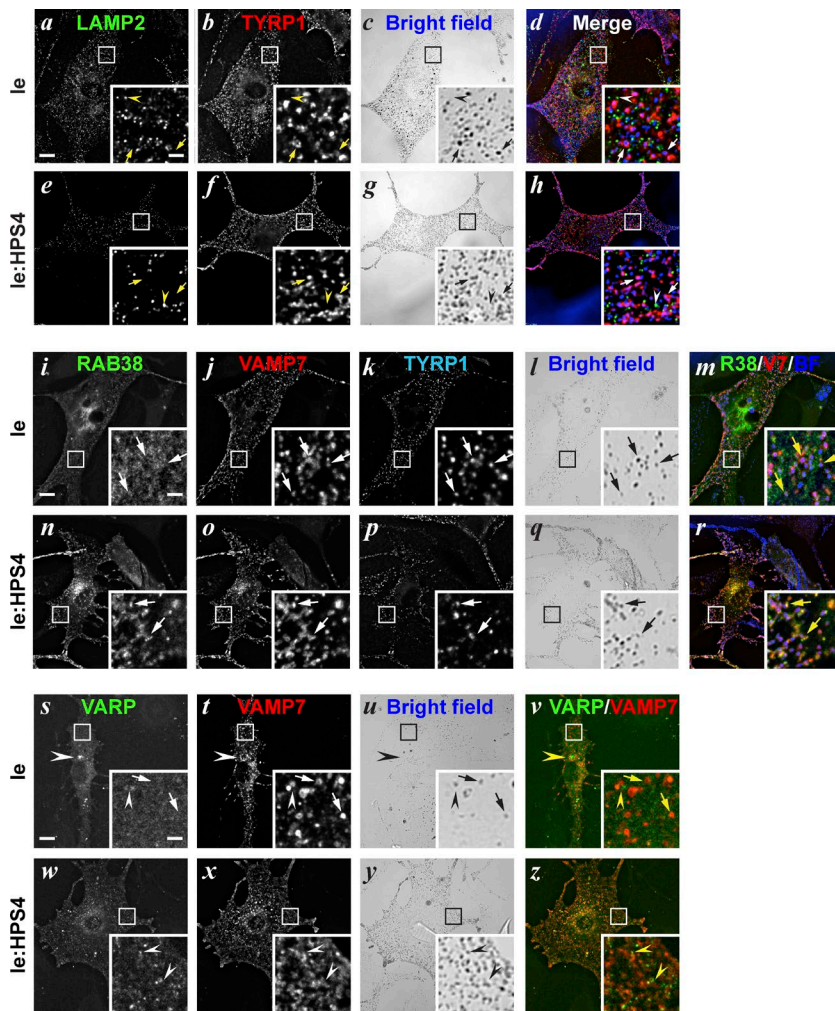 a LAMP2 b TYRP1 c Bright field d Merge
le
e f g h
le:HPS4
i RAB38 j VAMP7 k TYRP1 l Bright field m R38/V7/BF
le
n o p q r
le:HPS4
s VARP t VAMP7 u Bright field v VARP/VAMP7
le
w x y z
le:HPS4